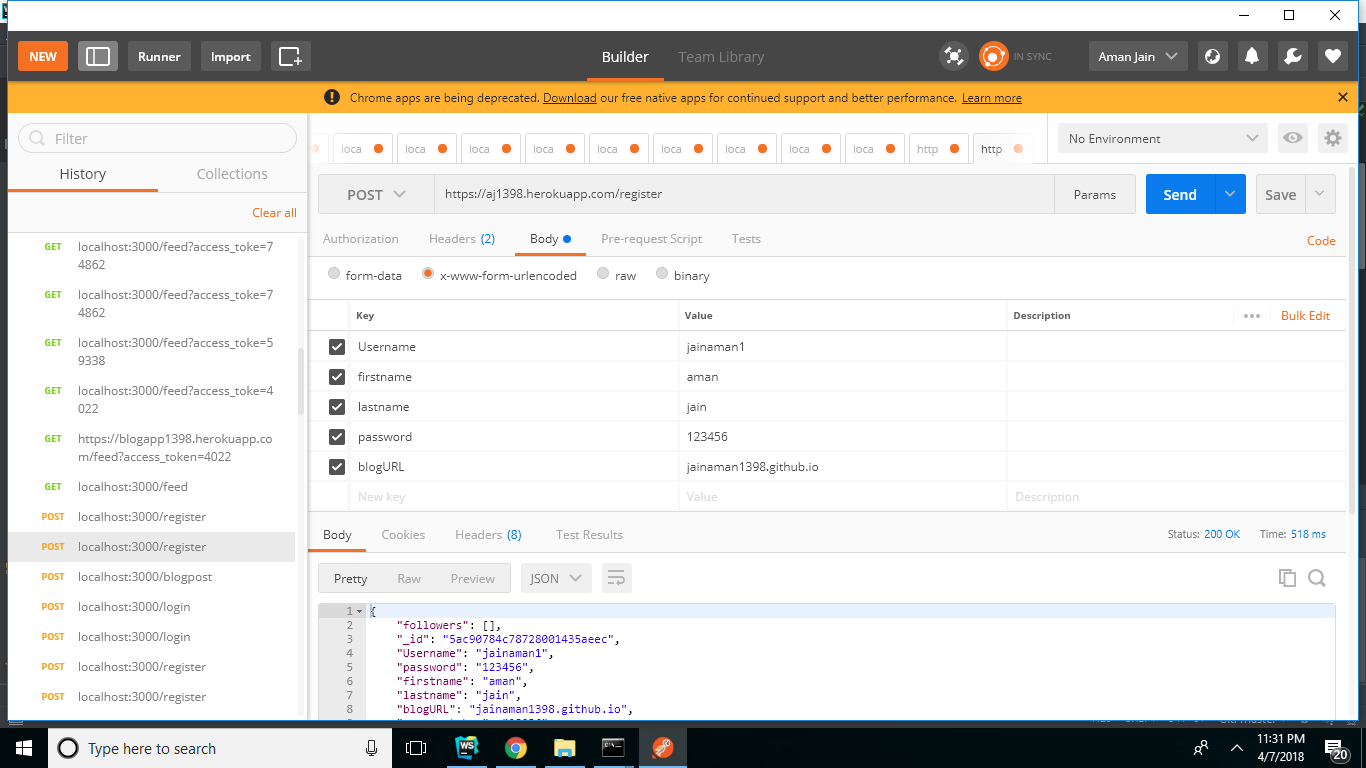 NEW
Runner
Import
Builder
Team Library
IN SYNC
Aman Jain
Chrome apps are being deprecated. Download our free native apps for continued support and better performance. Learn more
Filter
History
Collections
Clear all
GET localhost:3000/feed?access_toke=7
4862
GET localhost:3000/feed?access_toke=7
4862
GET localhost:3000/feed?access_toke=5
9338
GET localhost:3000/feed?access_toke=4
022
GET https://blogapp1398.herokuapp.co
m/feed?access_token=4022
GET localhost:3000/feed
POST localhost:3000/register
POST localhost:3000/register
POST localhost:3000/blogpost
POST localhost:3000/login
POST localhost:3000/login
POST localhost:3000/register
POST localhost:3000/register
loca loca loca loca loca loca loca loca loca http http
No Environment
POST https://aj1398.herokuapp.com/register Params Send Save
Authorization Headers (2) Body Pre-request Script Tests Code
form-data x-www-form-urlencoded raw binary
Key Value Description Bulk Edit
Username jainaman1
firstname aman
lastname jain
password 123456
blogURL jainaman1398.github.io
New key Value Description
Body Cookies Headers (8) Test Results Status: 200 OK Time: 518 ms
Pretty Raw Preview JSON
1 {
2 "followers": [],
3 "_id": "5ac90784c78728001435aeec",
4 "Username": "jainaman1",
5 "password": "123456",
6 "firstname": "aman",
7 "lastname": "jain",
8 "blogURL": "jainaman1398.github.io",
Type here to search
WS
11:31 PM
4/7/2018
20